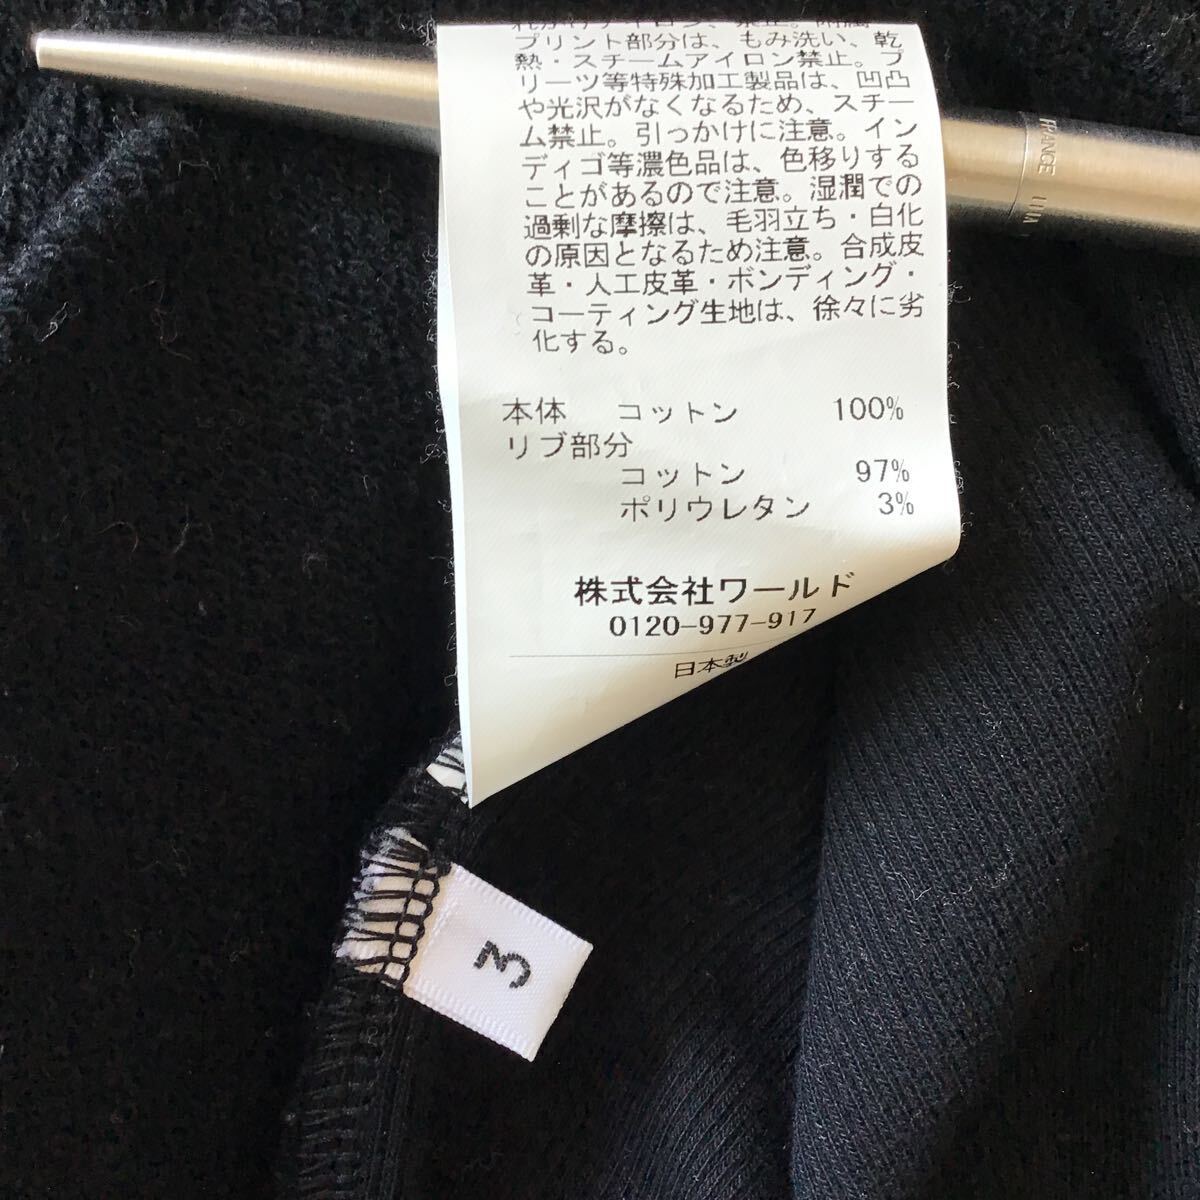 プリント部分は、もみ洗い、乾
熱・スチームアイロン禁止。プ
リーツ等特殊加工製品は、凹凸
や光沢がなくなるため、スチー
ム禁止。引っかけに注意。イン
ディゴ等濃色品は、色移りする
ことがあるので注意。湿潤での
過剰な摩擦は、毛羽立ち・白化
の原因となるため注意。合成皮
革・人工皮革・ボンディング・
コーティング生地は、徐々に劣
化する。
本体 コットン 100%
リブ部分
コットン 97%
ポリウレタン 3%
株式会社ワールド
0120-977-917
日本製
3
FRANCE